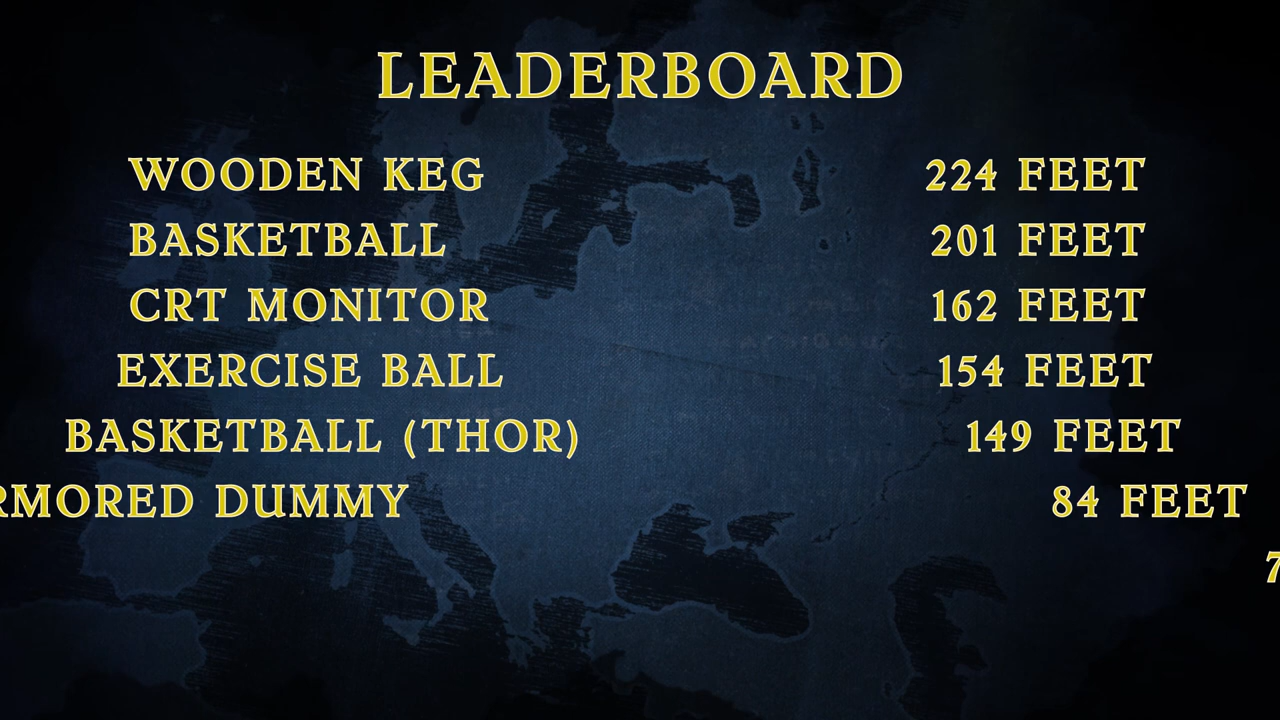 LEADERBOARD
WOODEN KEG 224 FEET
BASKETBALL 201 FEET
CRT MONITOR 162 FEET
EXERCISE BALL 154 FEET
BASKETBALL (THOR) 149 FEET
RMORED DUMMY 84 FEET
7